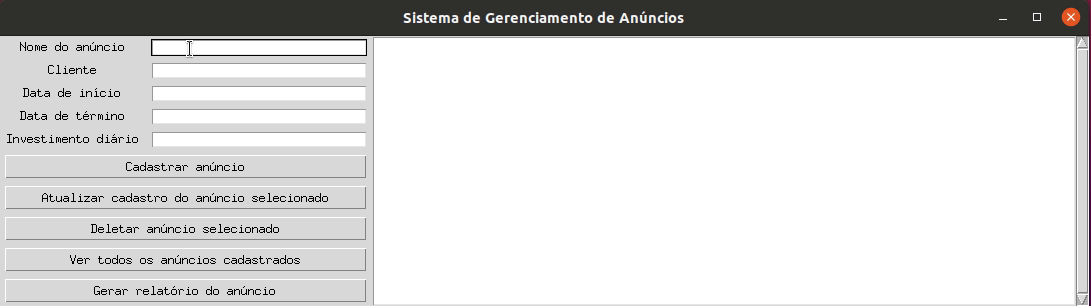 Sistema de Gerenciamento de Anúncios
Nome do anúncio
Cliente
Data de início
Data de término
Investimento diário
Cadastrar anúncio
Atualizar cadastro do anúncio selecionado
Deletar anúncio selecionado
Ver todos os anúncios cadastrados
Gerar relatório do anúncio